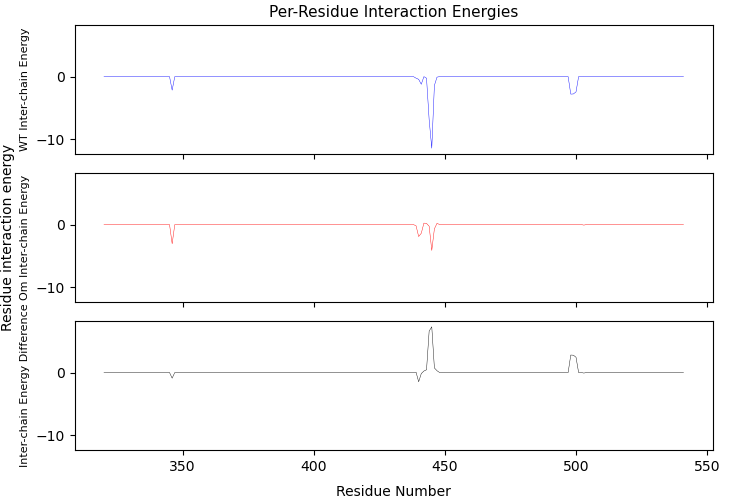 Per-Residue Interaction Energies
WT Inter-chain Energy
0
−10
Om Inter-chain Energy
0
−10
Residue interaction energy
Inter-chain Energy Difference
0
−10
350
400
450
500
550
Residue Number